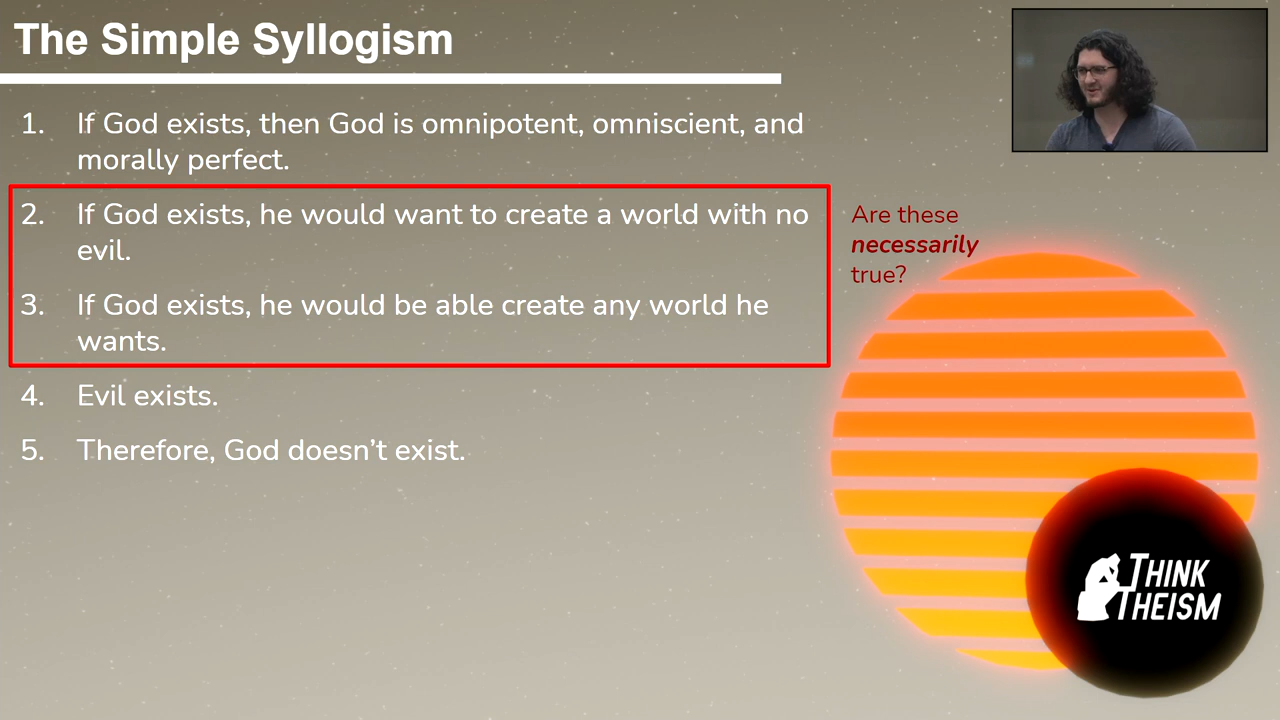 The Simple Syllogism
1. If God exists, then God is omnipotent, omniscient, and
morally perfect.
2. If God exists, he would want to create a world with no
evil.
3. If God exists, he would be able create any world he
wants.
4. Evil exists.
5. Therefore, God doesn’t exist.
Are these
necessarily
true?
THINK
THEISM